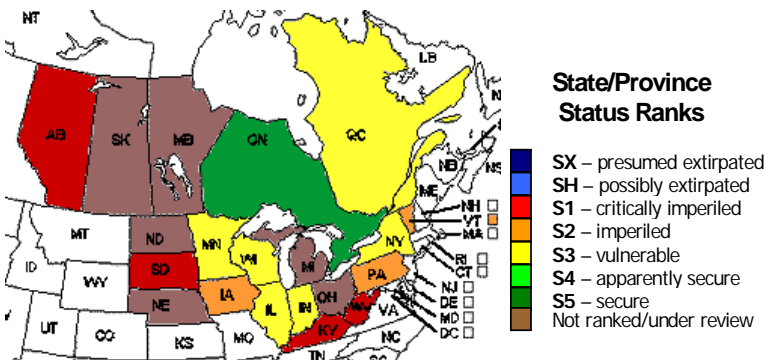 NT
LB
AB
SK
MB
ON
QC
NB
NS
ME
NH
VT
MA
MT
ND
MN
WI
NY
RI
CT
ID
SD
MI
PA
NJ
WY
IA
DE
NE
OH
MD
IL
IN
WV
VA
DC
UT
CO
KS
MO
KY
NC
TN
SC
State/Province
Status Ranks
SX – presumed extirpated
SH – possibly extirpated
S1 – critically imperiled
S2 – imperiled
S3 – vulnerable
S4 – apparently secure
S5 – secure
Not ranked/under review